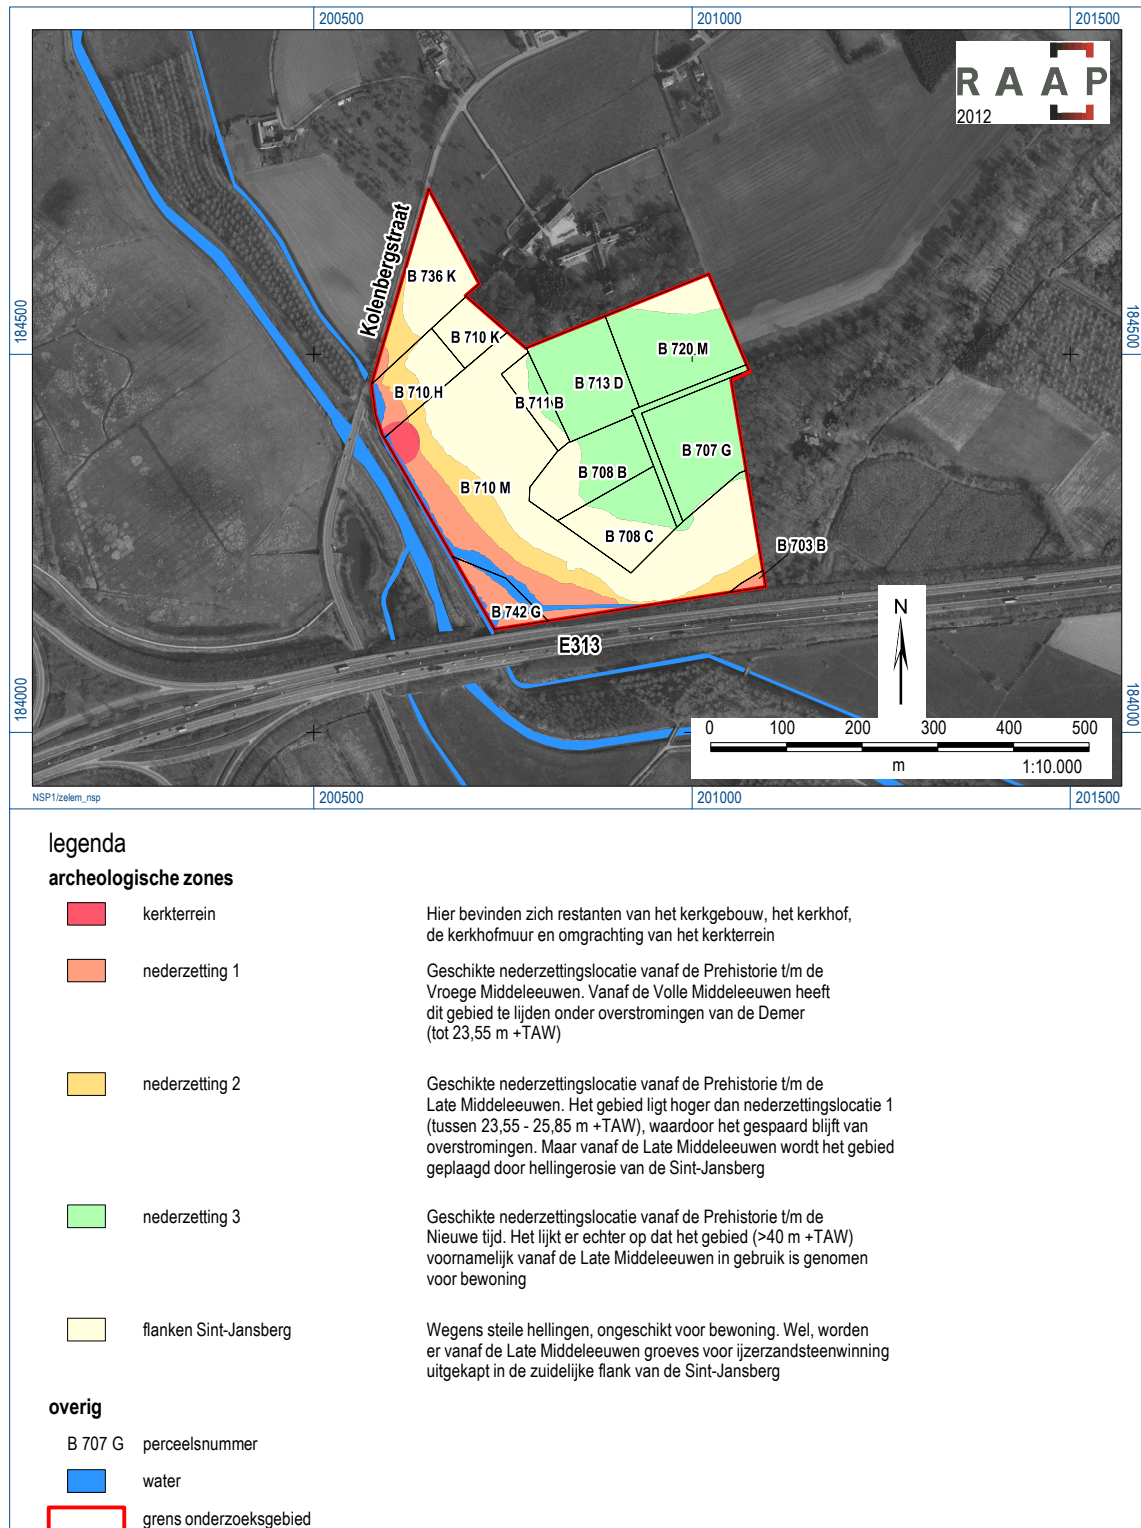 200500
201000
201500
RAAP
2012
Kolenbergstraat
B 736 K
184500
184500
B 710 K
B 720 M
B 713 D
B 710 H
B 711 B
B 707 G
B 708 B
B 710 M
B 708 C
B 703 B
B 742 G
N
E313
184000
184000
0 100 200 300 400 500
m
1:10.000
NSP1/zelem_nsp
200500
201000
201500
legenda
archeologische zones
kerkterrein
Hier bevinden zich restanten van het kerkgebouw, het kerkhof,
de kerkhofmuur en omgrachting van het kerkterrein
nederzetting 1
Geschikte nederzettingslocatie vanaf de Prehistorie t/m de
Vroege Middeleeuwen. Vanaf de Volle Middeleeuwen heeft
dit gebied te lijden onder overstromingen van de Demer
(tot 23,55 m +TAW)
nederzetting 2
Geschikte nederzettingslocatie vanaf de Prehistorie t/m de
Late Middeleeuwen. Het gebied ligt hoger dan nederzettingslocatie 1
(tussen 23,55 - 25,85 m +TAW), waardoor het gespaard blijft van
overstromingen. Maar vanaf de Late Middeleeuwen wordt het gebied
geplaagd door hellingerosie van de Sint-Jansberg
nederzetting 3
Geschikte nederzettingslocatie vanaf de Prehistorie t/m de
Nieuwe tijd. Het lijkt er echter op dat het gebied (>40 m +TAW)
voornamelijk vanaf de Late Middeleeuwen in gebruik is genomen
voor bewoning
flanken Sint-Jansberg
Wegens steile hellingen, ongeschikt voor bewoning. Wel, worden
er vanaf de Late Middeleeuwen groeves voor ijzerzandsteenwinning
uitgekapt in de zuidelijke flank van de Sint-Jansberg
overig
B 707 G perceelsnummer
water
grens onderzoeksgebied